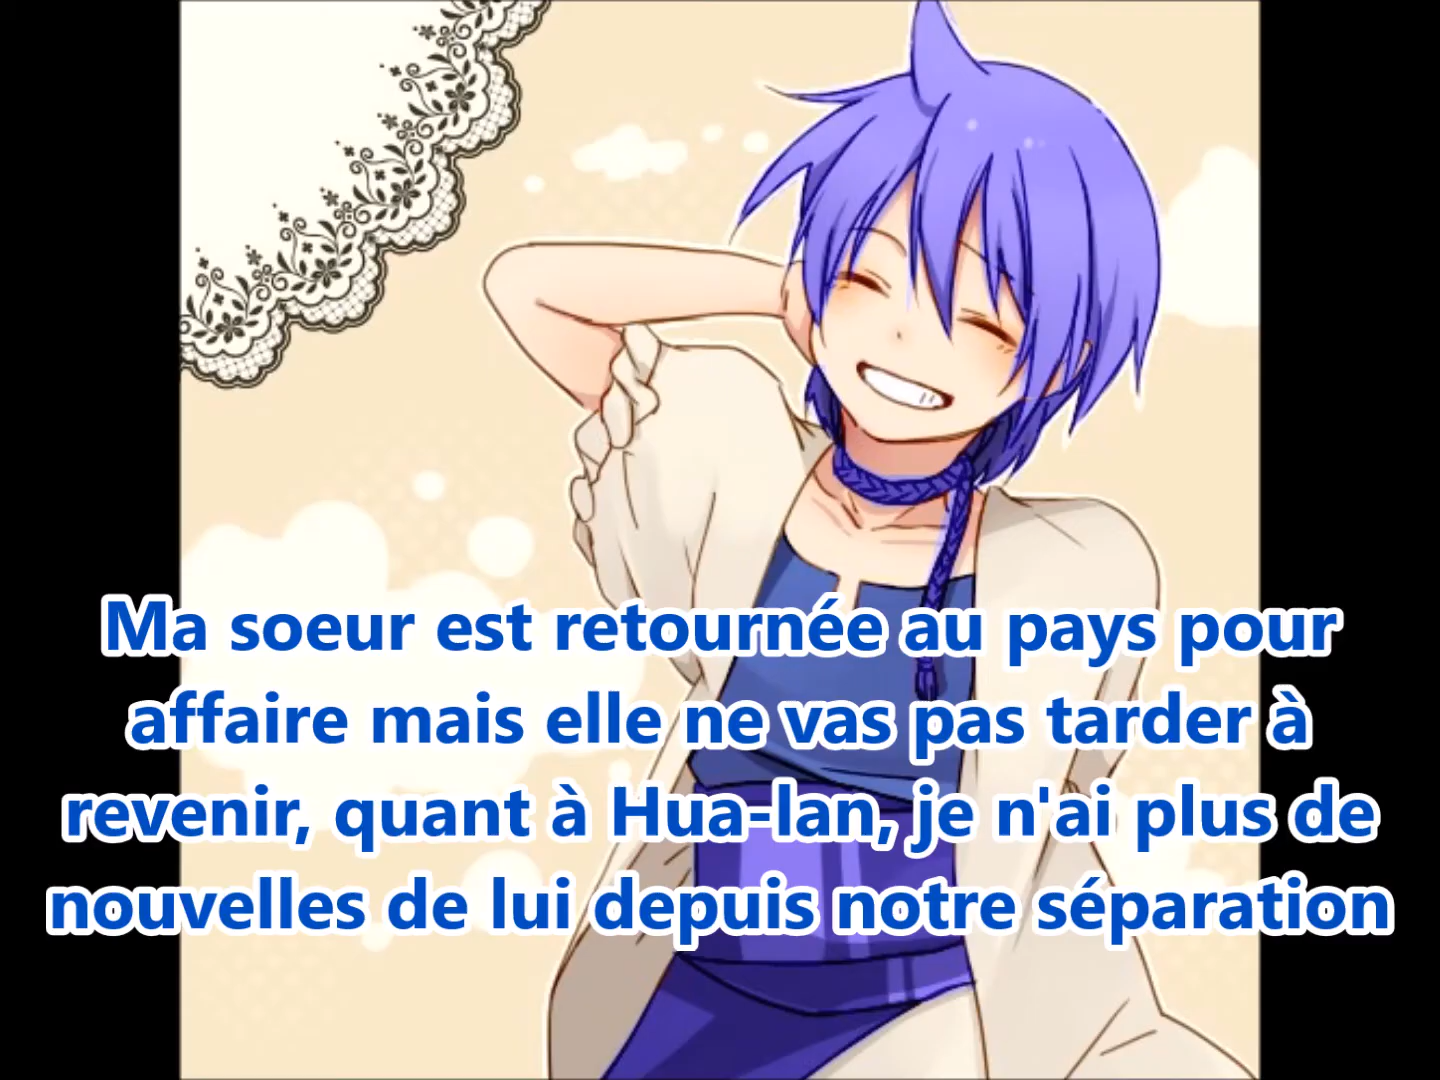 Ma soeur est retournée au pays pour
affaire mais elle ne vas pas tarder à
revenir, quant à Hua-lan, je n'ai plus de
nouvelles de lui depuis notre séparation